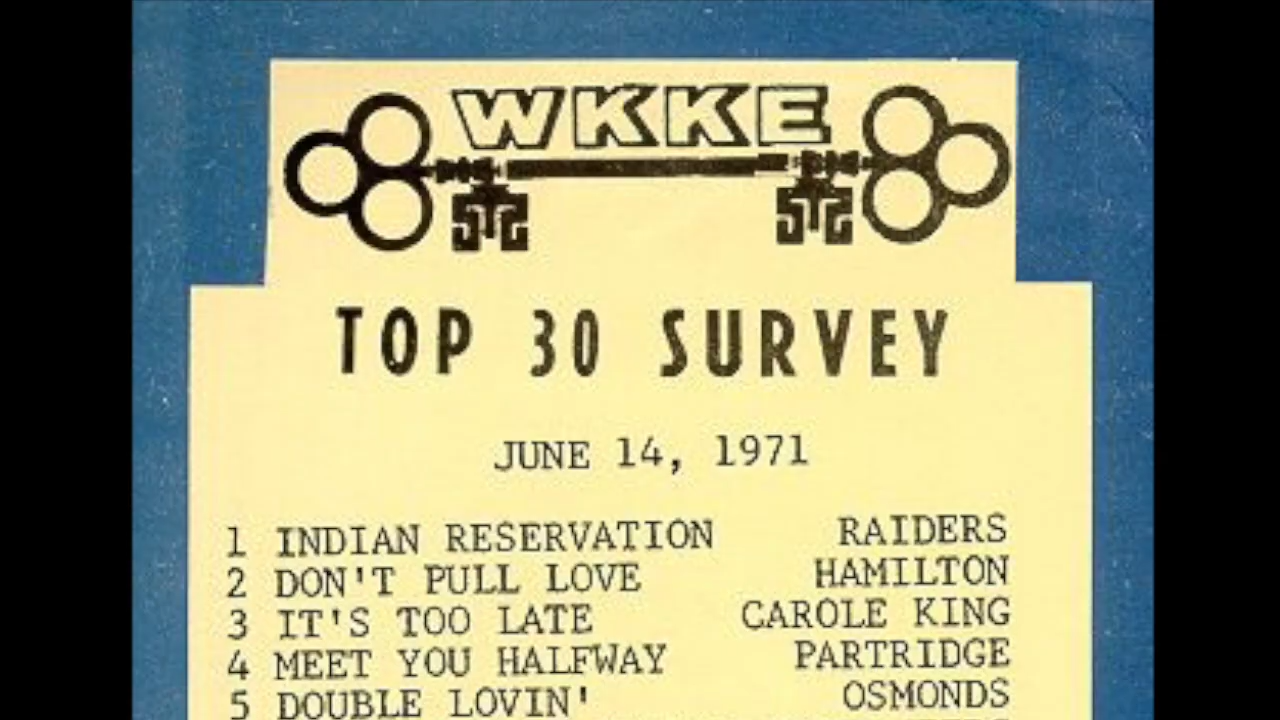 WKKE
TOP 30 SURVEY
JUNE 14, 1971
1 INDIAN RESERVATION RAIDERS
2 DON'T PULL LOVE HAMILTON
3 IT'S TOO LATE CAROLE KING
4 MEET YOU HALFWAY PARTRIDGE
5 DOUBLE LOVIN' OSMONDS